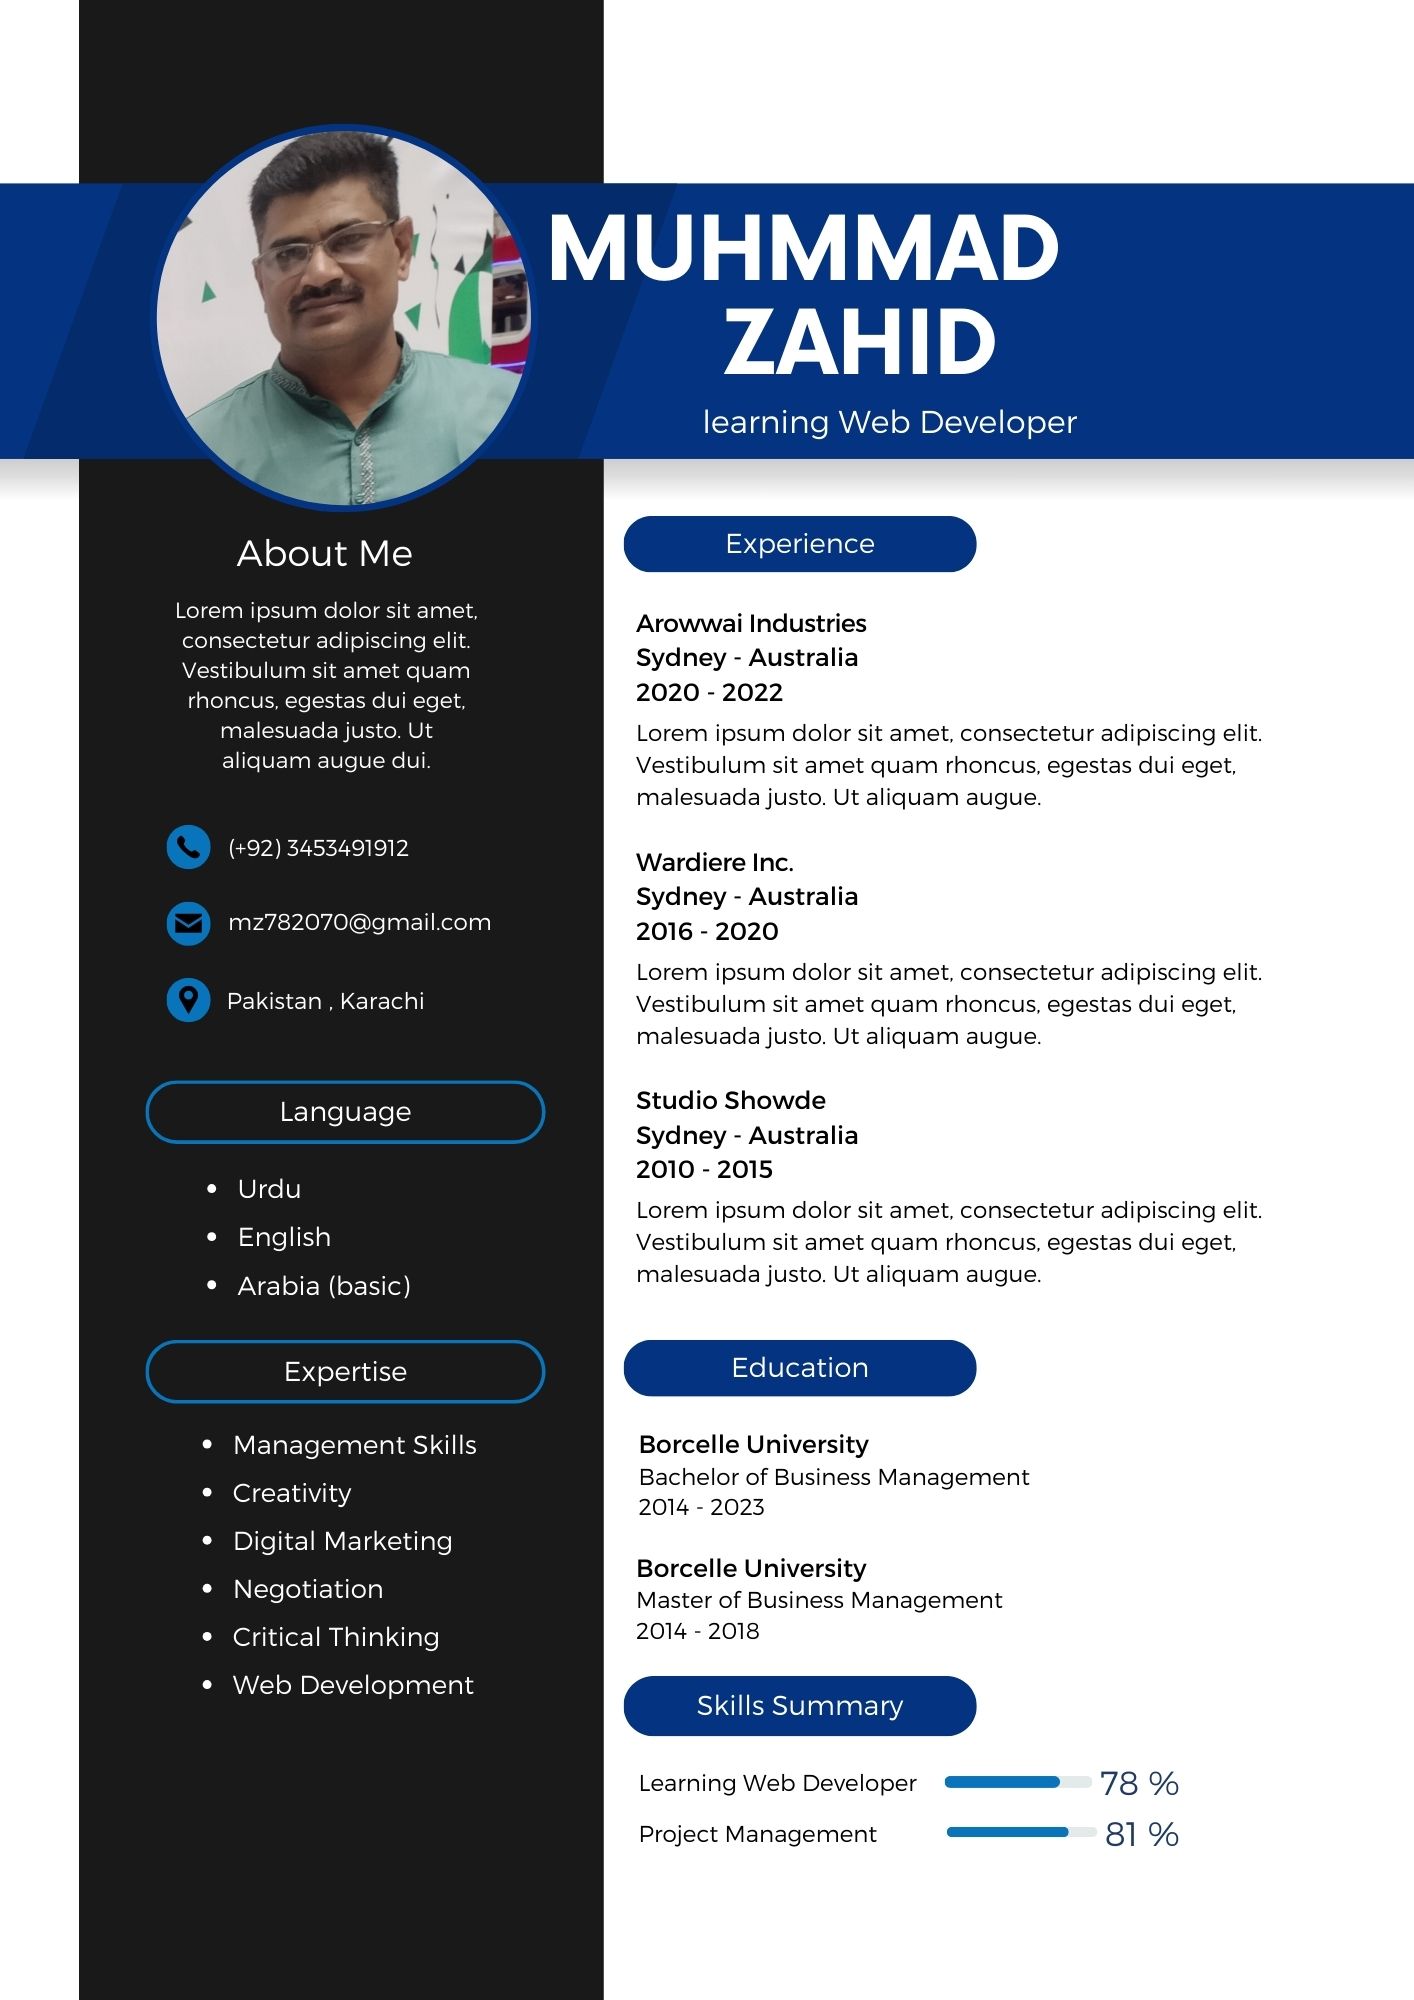 MUHMMAD
ZAHID
learning Web Developer
About Me
Lorem ipsum dolor sit amet,
consectetur adipiscing elit.
Vestibulum sit amet quam
rhoncus, egestas dui eget,
malesuada justo. Ut
aliquam augue dui.
(+92) 3453491912
mz782070@gmail.com
Pakistan , Karachi
Language
• Urdu
• English
• Arabia (basic)
Expertise
• Management Skills
• Creativity
• Digital Marketing
• Negotiation
• Critical Thinking
• Web Development
Experience
Arowwai Industries
Sydney - Australia
2020 - 2022
Lorem ipsum dolor sit amet, consectetur adipiscing elit.
Vestibulum sit amet quam rhoncus, egestas dui eget,
malesuada justo. Ut aliquam augue.
Wardiere Inc.
Sydney - Australia
2016 - 2020
Lorem ipsum dolor sit amet, consectetur adipiscing elit.
Vestibulum sit amet quam rhoncus, egestas dui eget,
malesuada justo. Ut aliquam augue.
Studio Showde
Sydney - Australia
2010 - 2015
Lorem ipsum dolor sit amet, consectetur adipiscing elit.
Vestibulum sit amet quam rhoncus, egestas dui eget,
malesuada justo. Ut aliquam augue.
Education
Borcelle University
Bachelor of Business Management
2014 - 2023
Borcelle University
Master of Business Management
2014 - 2018
Skills Summary
Learning Web Developer 78 %
Project Management 81 %